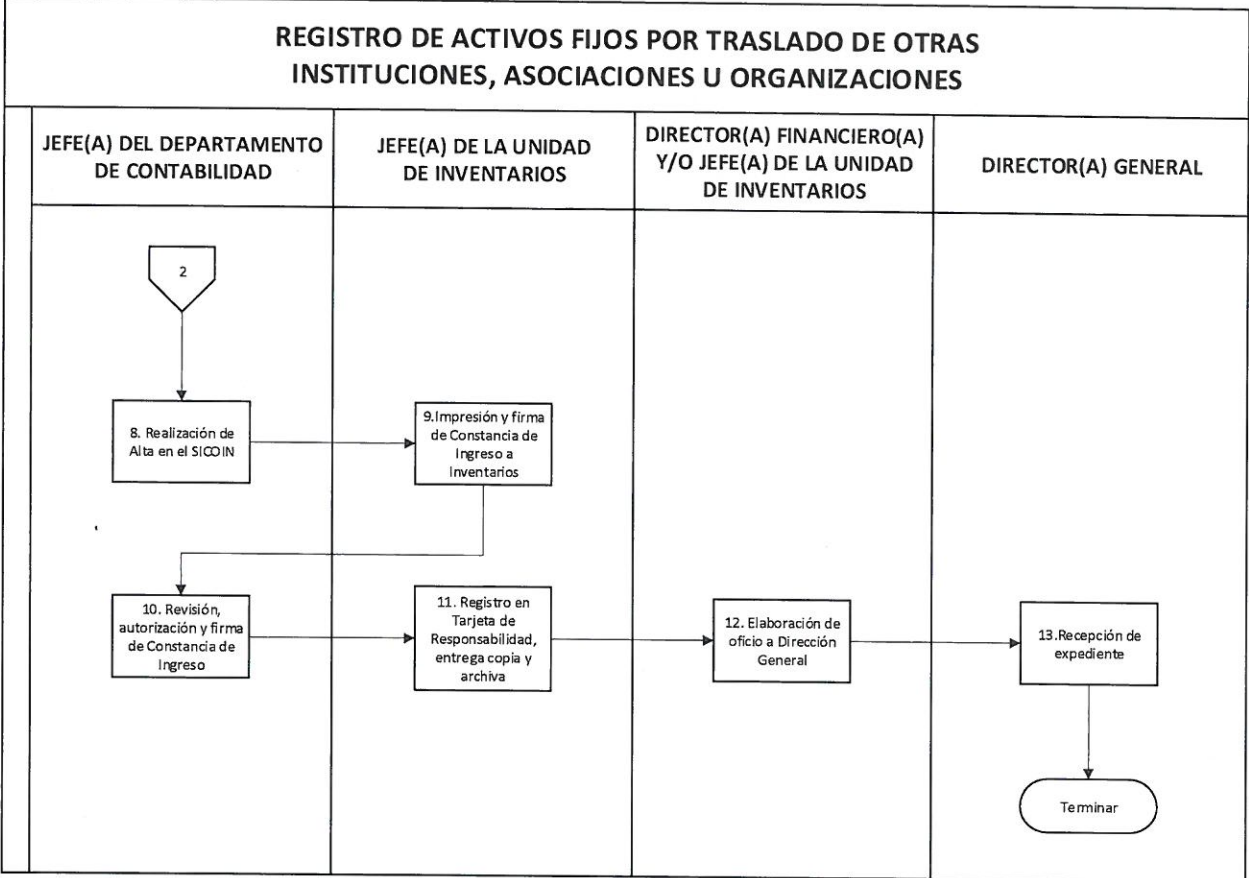 REGISTRO DE ACTIVOS FIJOS POR TRASLADO DE OTRAS
INSTITUCIONES, ASOCIACIONES U ORGANIZACIONES
JEFE(A) DEL DEPARTAMENTO
DE CONTABILIDAD
JEFE(A) DE LA UNIDAD
DE INVENTARIOS
DIRECTOR(A) FINANCIERO(A)
Y/O JEFE(A) DE LA UNIDAD
DE INVENTARIOS
DIRECTOR(A) GENERAL
2
8. Realización de
Alta en el SICOIN
9.Impresión y firma
de Constancia de
Ingreso a
Inventarios
10. Revisión,
autorización y firma
de Constancia de
Ingreso
11. Registro en
Tarjeta de
Responsabilidad,
entrega copia y
archiva
12. Elaboración de
oficio a Dirección
General
13.Recepción de
expediente
Terminar